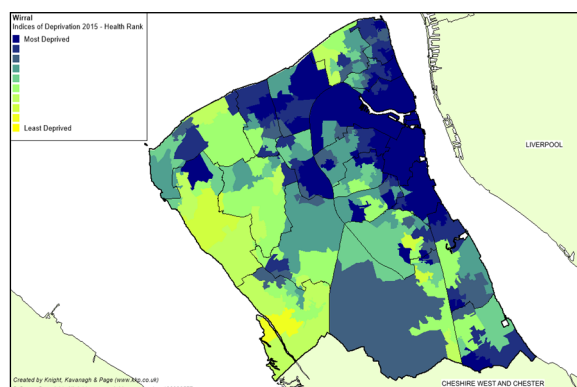 Wirral
Indices of Deprivation 2015 - Health Rank
Most Deprived
Least Deprived
LIVERPOOL
Created by Knight, Kavanagh & Page (www.kkp.co.uk)
CHESHIRE WEST AND CHESTER